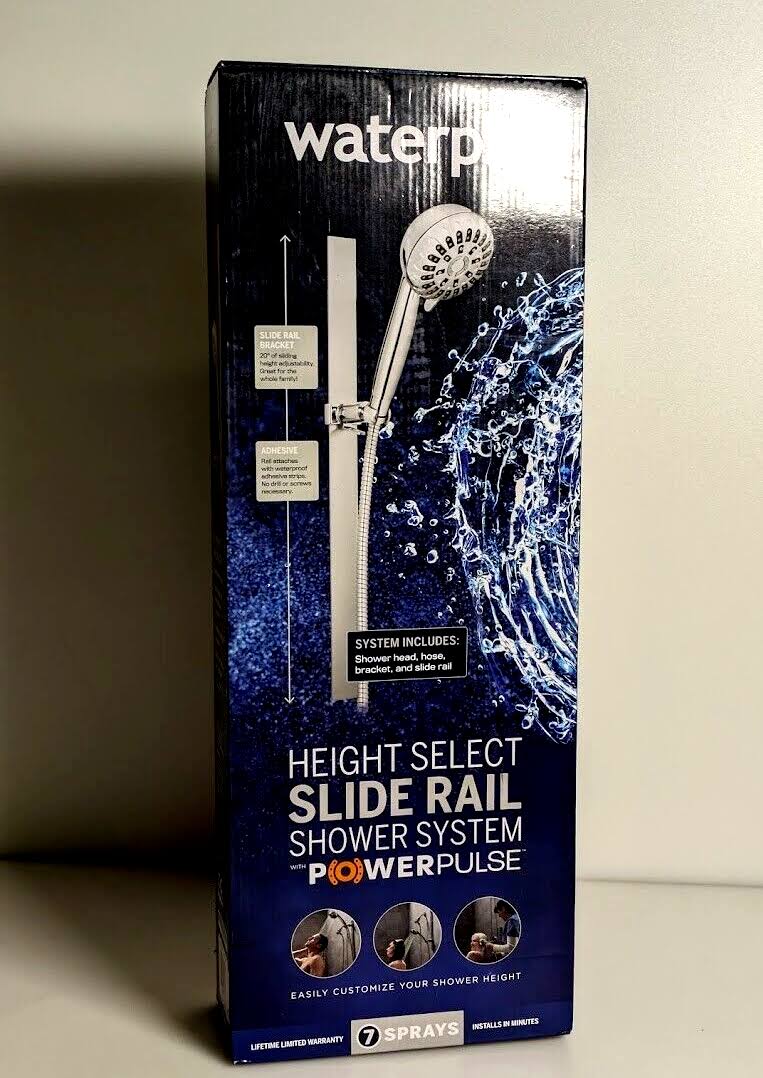 waterp
SLIDE RAIL
BRACKET
20" of sliding
height adjustability.
Great for the
whole family!
ADHESIVE
Rail attaches
with waterproof
adhesive strips.
No drill or screws
necessary.
SYSTEM INCLUDES:
Shower head, hose,
bracket, and slide rail
HEIGHT SELECT
SLIDE RAIL
SHOWER SYSTEM
WITH POWERPULSE™
EASILY CUSTOMIZE YOUR SHOWER HEIGHT
LIFETIME LIMITED WARRANTY 7 SPRAYS INSTALLS IN MINUTES